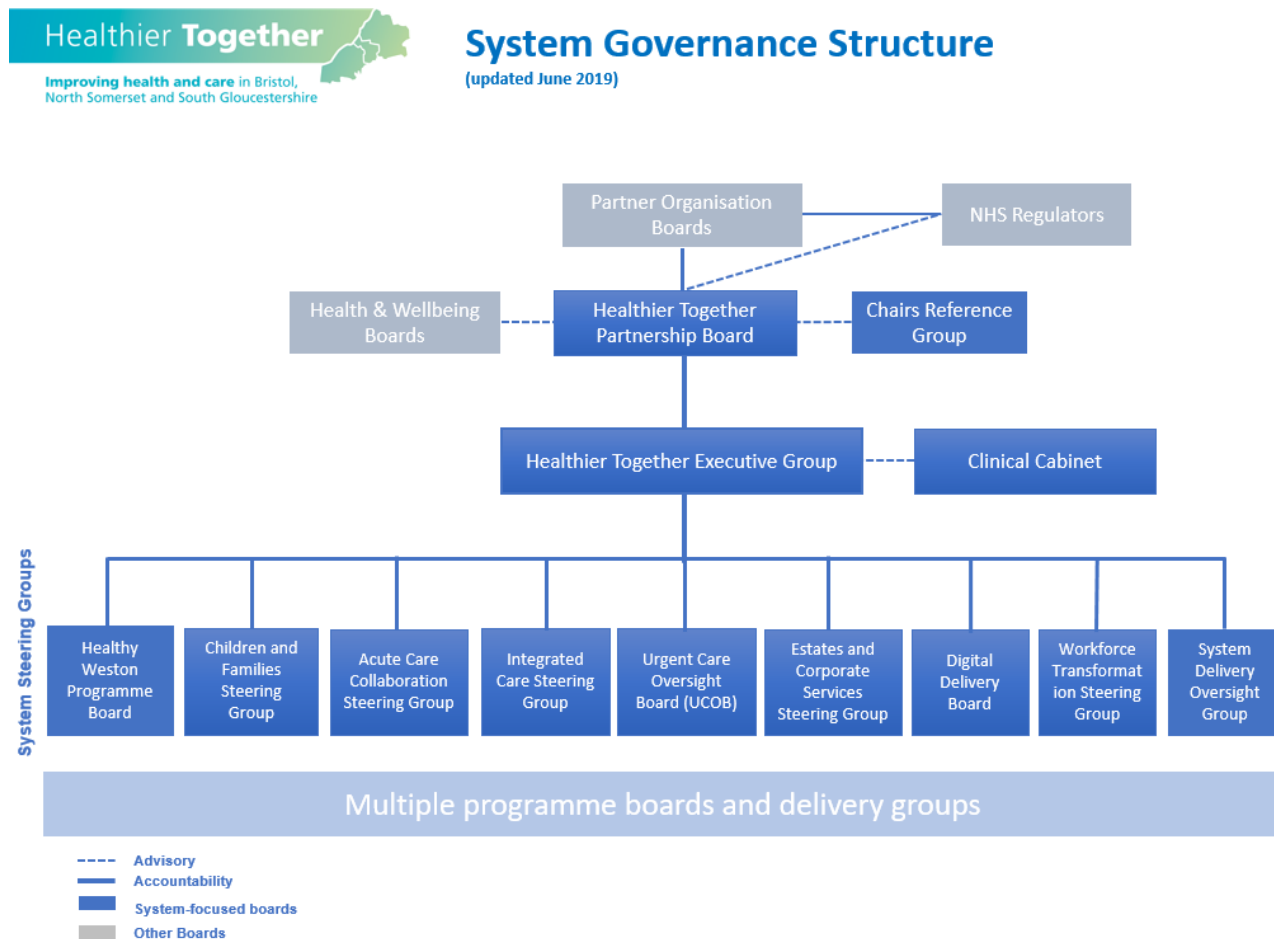 Healthier Together
Improving health and care in Bristol,
North Somerset and South Gloucestershire
System Governance Structure
(updated June 2019)
Partner Organisation
Boards
NHS Regulators
Health & Wellbeing
Boards
Healthier Together
Partnership Board
Chairs Reference
Group
Healthier Together Executive Group
Clinical Cabinet
System Steering Groups
Healthy
Weston
Programme
Board
Children and
Families
Steering
Group
Acute Care
Collaboration
Steering Group
Integrated
Care Steering
Group
Urgent Care
Oversight
Board (UCOB)
Estates and
Corporate
Services
Steering Group
Digital
Delivery
Board
Workforce
Transformat
ion Steering
Group
System
Delivery
Oversight
Group
Multiple programme boards and delivery groups
Advisory
Accountability
System-focused boards
Other Boards